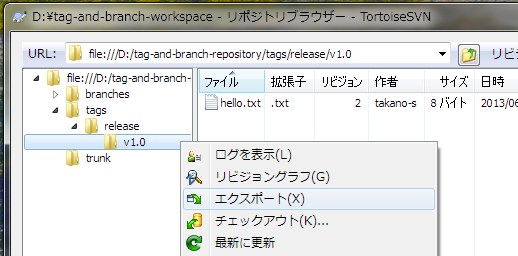 D:¥tag-and-branch-workspace - リポジトリブラウザー - TortoiseSVN
URL: file:///D:/tag-and-branch-repository/tags/release/v1.0 リビ
file:///D:/tag-and-branch-
branches
tags
release
v1.0
trunk
ファイル 拡張子 リビジョン 作者 サイズ 日時
hello.txt .txt 2 takano-s 8 バイト 2013/06
ログを表示(L)
リビジョングラフ(G)
エクスポート(X)
チェックアウト(K)...
最新に更新